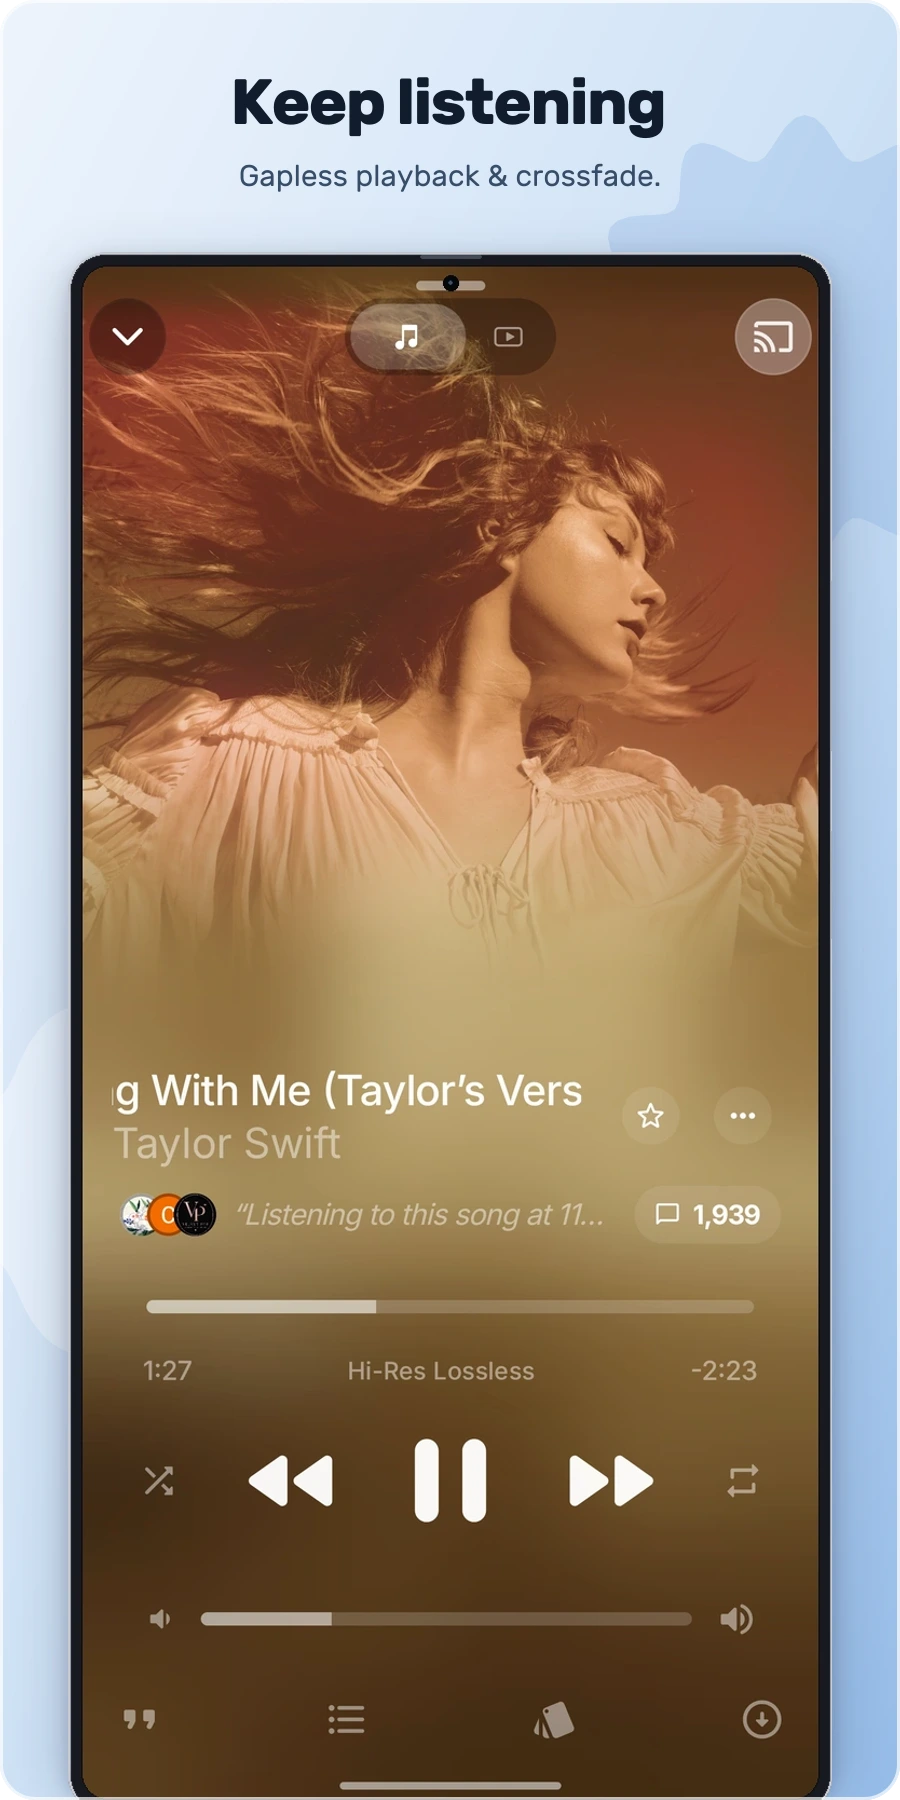 Keep listening
Gapless playback & crossfade.
g With Me (Taylor's Vers
Taylor Swift
C VP "Listening to this song at 11... 1,939
1:27 Hi-Res Lossless -2:23